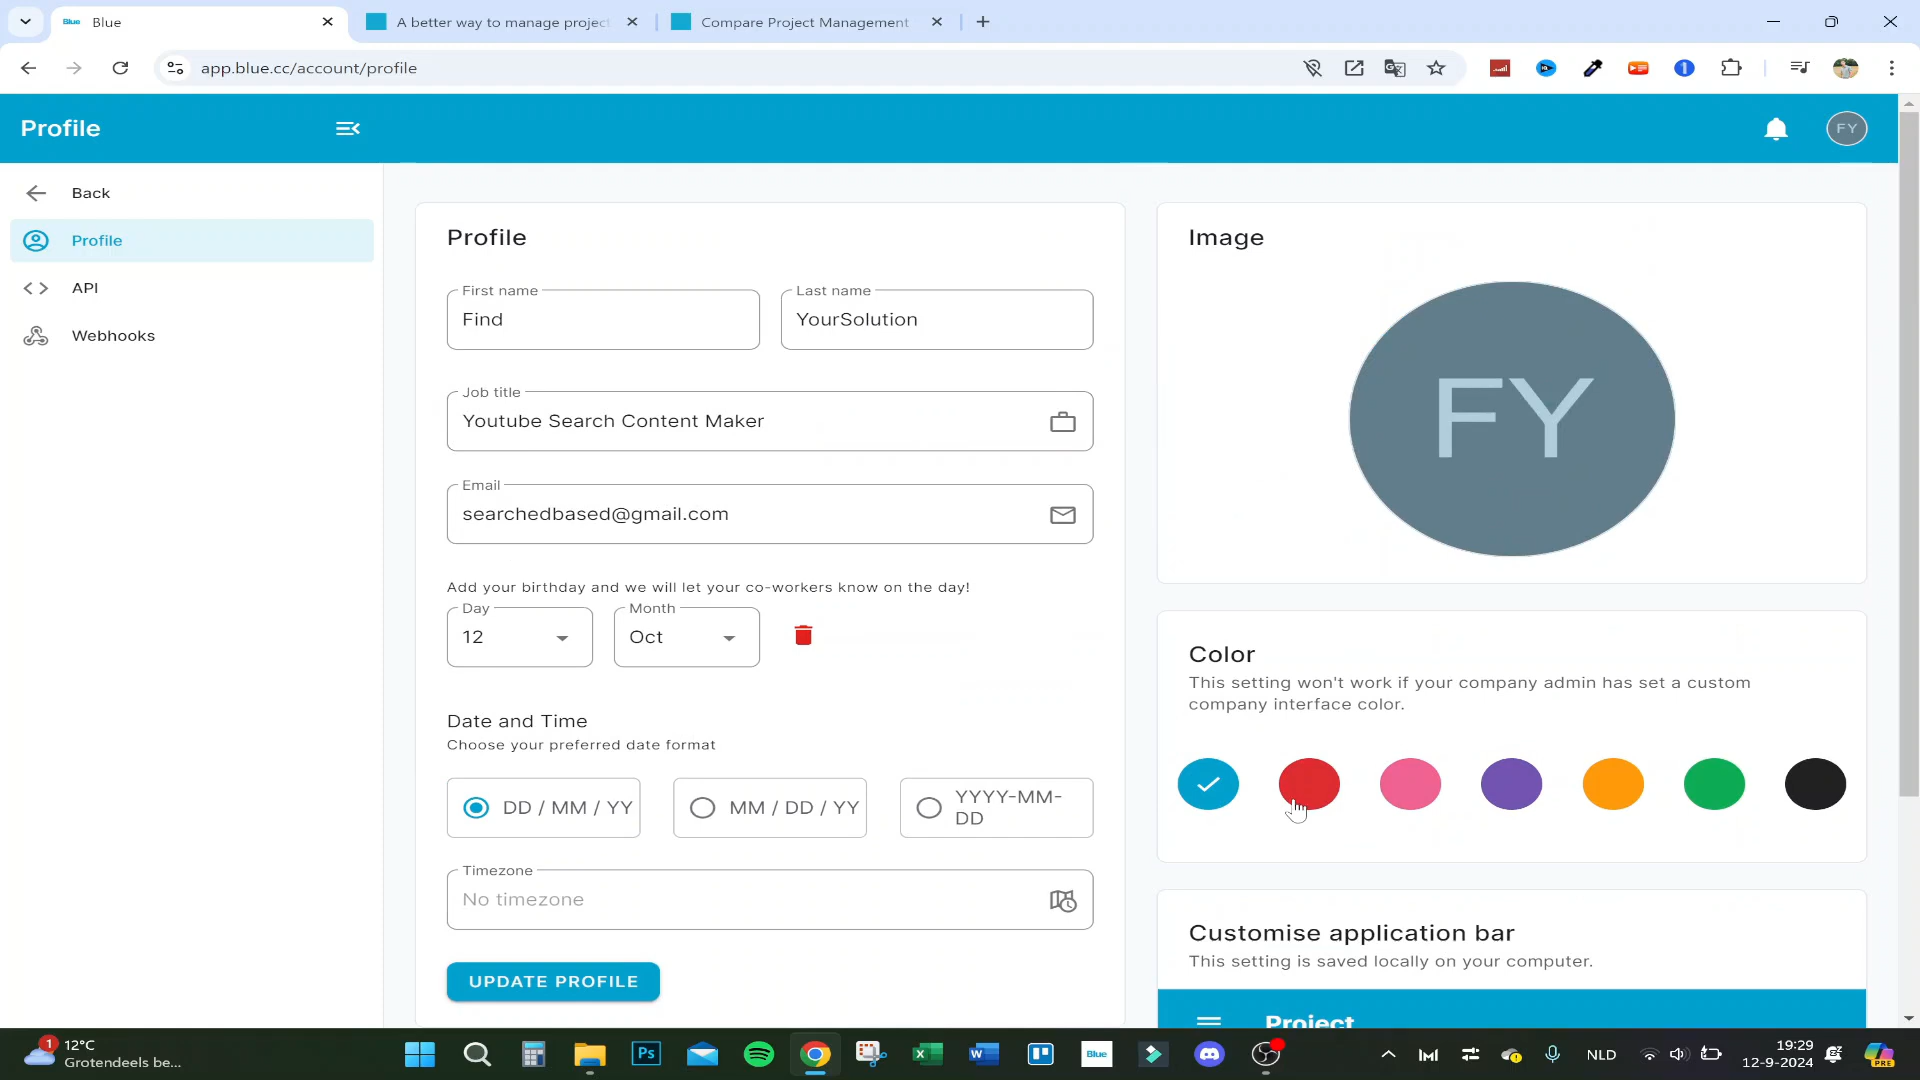 Blue
Blue
A better way to manage project
Compare Project Management
app.blue.cc/account/profile
Profile
FY
Back
Profile
API
Webhooks
Profile
First name
Find
Last name
YourSolution
Job title
Youtube Search Content Maker
Email
searchedbased@gmail.com
Add your birthday and we will let your co-workers know on the day!
Day
12
Month
Oct
Date and Time
Choose your preferred date format
DD / MM / YY
MM / DD / YY
YYYY-MM-
DD
Timezone
No timezone
UPDATE PROFILE
Image
FY
Color
This setting won't work if your company admin has set a custom
company interface color.
Customise application bar
This setting is saved locally on your computer.
Project
1
12°C
Grotendeels be...
Ps
Blue
NLD
19:29
12-9-2024
PRE